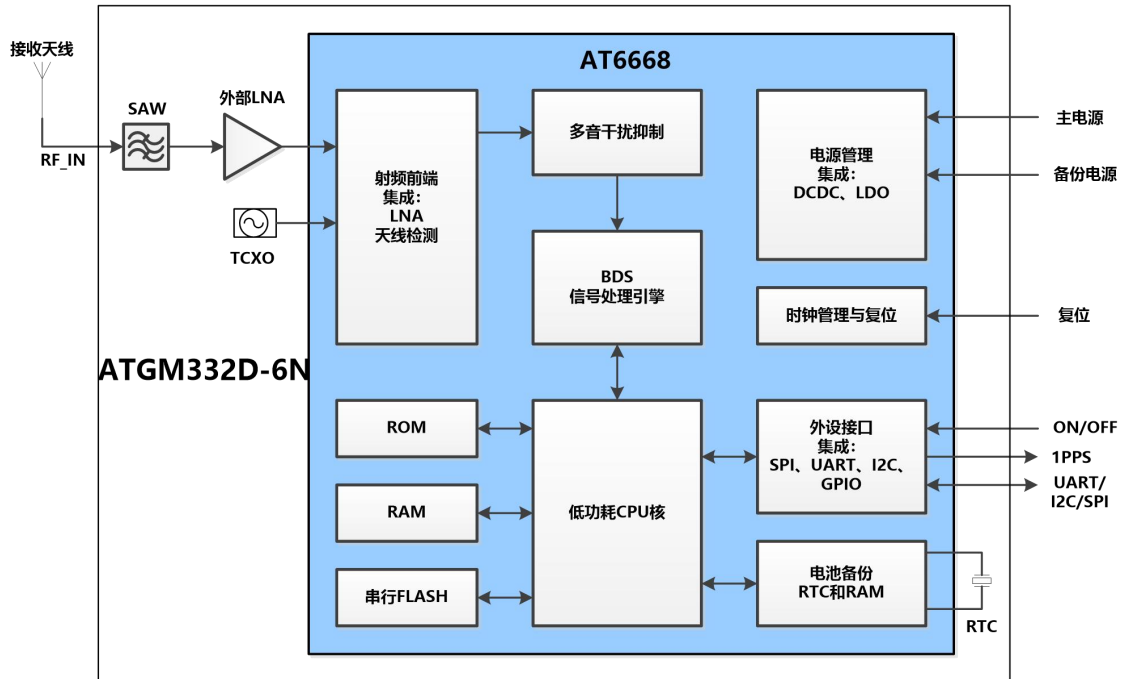 AT6668
接收天线
SAW
外部LNA
RF_IN
TCXO
射频前端
集成：
LNA
天线检测
多音干扰抑制
电源管理
集成：
DCDC、LDO
主电源
备份电源
BDS
信号处理引擎
时钟管理与复位
复位
ATGM332D-6N
ROM
RAM
串行FLASH
低功耗CPU核
外设接口
集成：
SPI、UART、I2C、
GPIO
ON/OFF
1PPS
UART/
I2C/SPI
电池备份
RTC和RAM
RTC